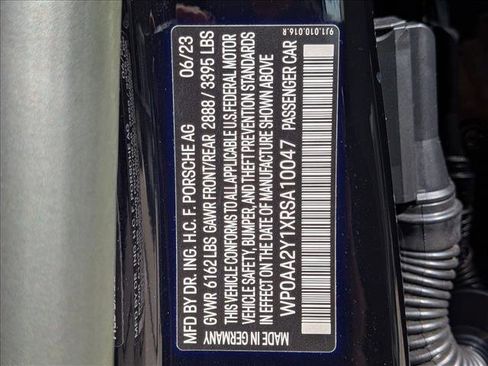 MFD BY DR. ING. H.C. F. PORSCHE AG 06/23
GVWR 6162LBS GAWR FRONT/REAR 2888 / 3395 LBS
THIS VEHICLE CONFORMS TO ALL APPLICABLE U.S. FEDERAL MOTOR
VEHICLE SAFETY, BUMPER, AND THEFT PREVENTION STANDARDS
IN EFFECT ON THE DATE OF MANUFACTURE SHOWN ABOVE
WP0AA2Y1XRSA10047 PASSENGER CAR
MADE IN GERMANY
9J1.010.016.R